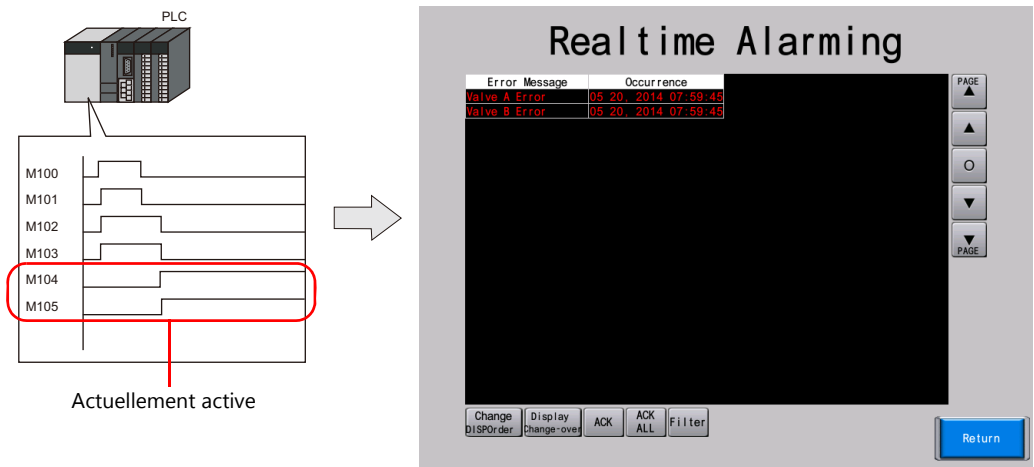 PLC
M100
M101
M102
M103
M104
M105
Actuellement active
Realtime Alarming
Error Message Occurrence
Valve A Error 05 20, 2014 07:59:45
Valve B Error 05 20, 2014 07:59:45
PAGE
▲
▲
O
▼
▼
PAGE
Change
DISPOrder
Display
Change-over
ACK
ACK
ALL
Filter
Return